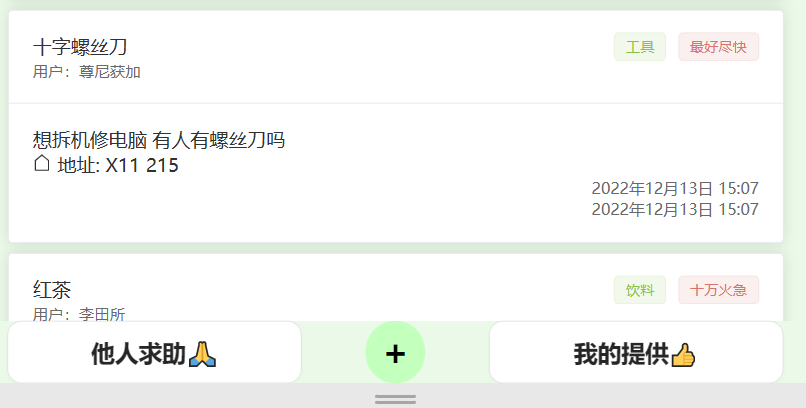 十字螺丝刀
工具
最好尽快
用户：尊尼获加
想拆机修电脑 有人有螺丝刀吗
地址: X11 215
2022年12月13日 15:07
2022年12月13日 15:07
红茶
饮料
十万火急
用户：李田所
他人求助🙏
+
我的提供👍